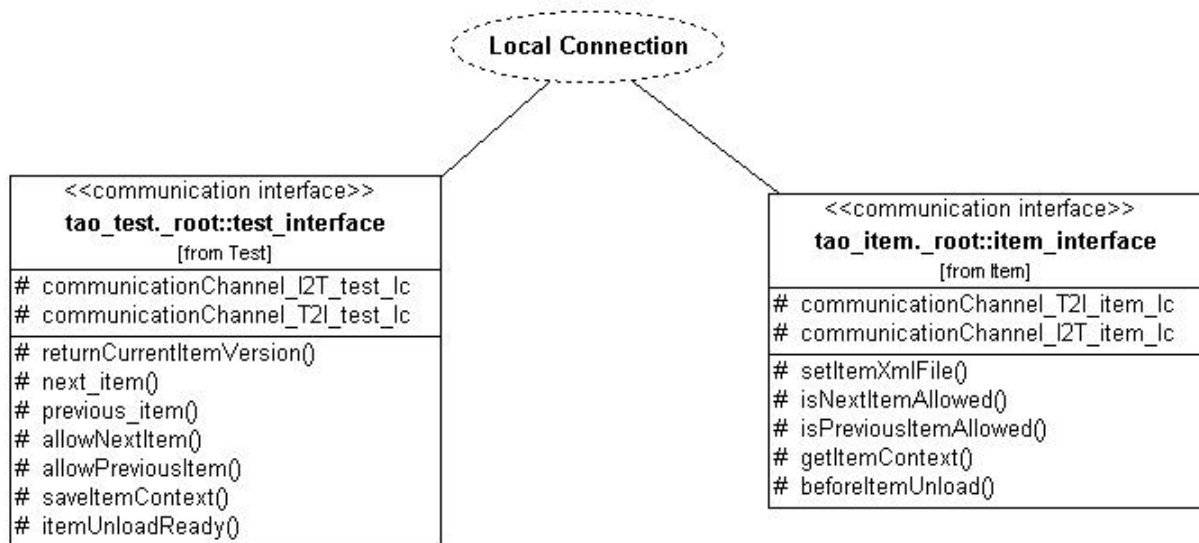 Local Connection
<<communication interface>>
tao_test._root::test_interface
[from Test]
# communicationChannel_I2T_test_lc
# communicationChannel_T2I_test_lc
# returnCurrentItemVersion()
# next_item()
# previous_item()
# allowNextItem()
# allowPreviousItem()
# saveItemContext()
# itemUnloadReady()
<<communication interface>>
tao_item._root::item_interface
[from Item]
# communicationChannel_T2I_item_lc
# communicationChannel_I2T_item_lc
# setItemXmlFile()
# isNextItemAllowed()
# isPreviousItemAllowed()
# getItemContext()
# beforeItemUnload()